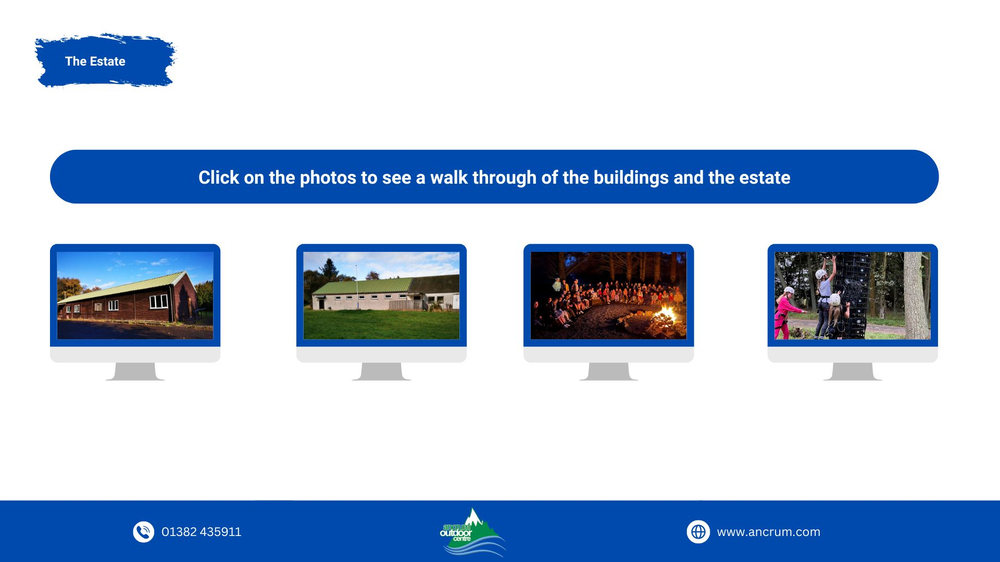 The Estate
Click on the photos to see a walk through of the buildings and the estate
01382 435911
ancrum
outdoor
centre
www.ancrum.com